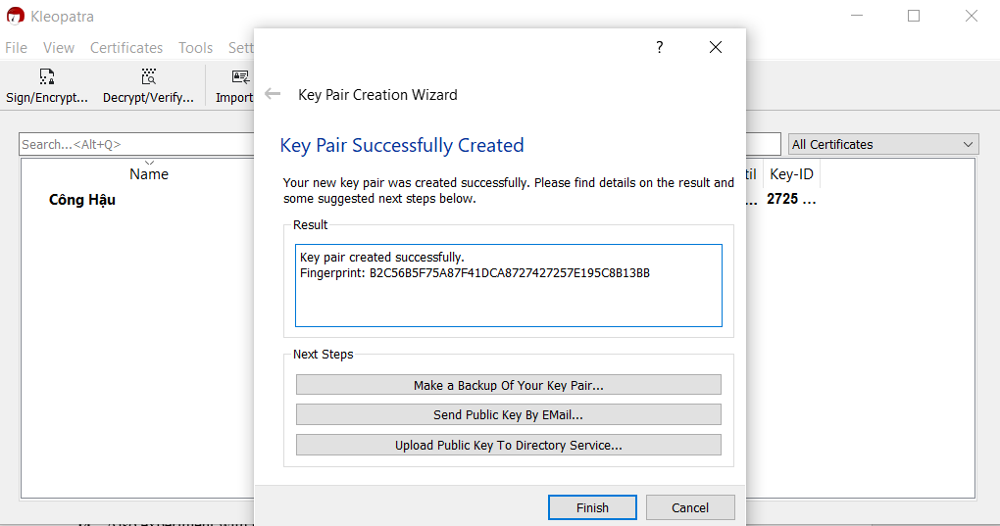 Kleopatra
File View Certificates Tools Sett
?
Key Pair Creation Wizard
Sign/Encrypt... Decrypt/Verify... Import
Key Pair Successfully Created
Search...<Alt+Q>
All Certificates
Name
til Key-ID
Your new key pair was created successfully. Please find details on the result and
some suggested next steps below.
Công Hậu
... 2725 ...
Result
Key pair created successfully.
Fingerprint: B2C56B5F75A87F41DCA8727427257E195C8B13BB
Next Steps
Make a Backup Of Your Key Pair...
Send Public Key By EMail...
Upload Public Key To Directory Service...
Finish Cancel